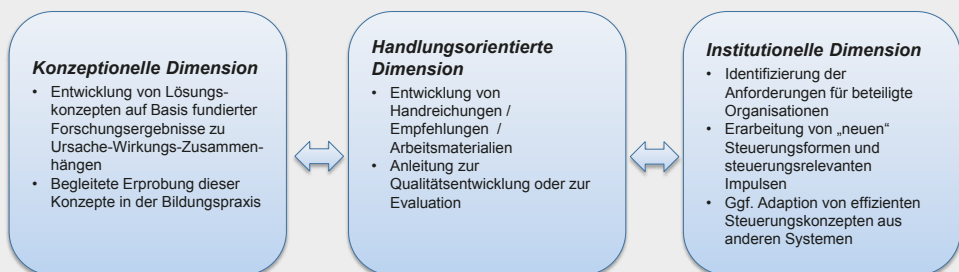 Konzeptionelle Dimension
• Entwicklung von Lösungs-
konzepten auf Basis fundierter
Forschungsergebnisse zu
Ursache-Wirkungs-Zusammen-
hängen
• Begleitete Erprobung dieser
Konzepte in der Bildungspraxis
Handlungsorientierte
Dimension
• Entwicklung von
Handreichungen /
Empfehlungen /
Arbeitsmaterialien
• Anleitung zur
Qualitätsentwicklung oder zur
Evaluation
Institutionelle Dimension
• Identifizierung der
Anforderungen für beteiligte
Organisationen
• Erarbeitung von „neuen“
Steuerungsformen und
steuerungsrelevanten
Impulsen
• Ggf. Adaption von effizienten
Steuerungskonzepten aus
anderen Systemen